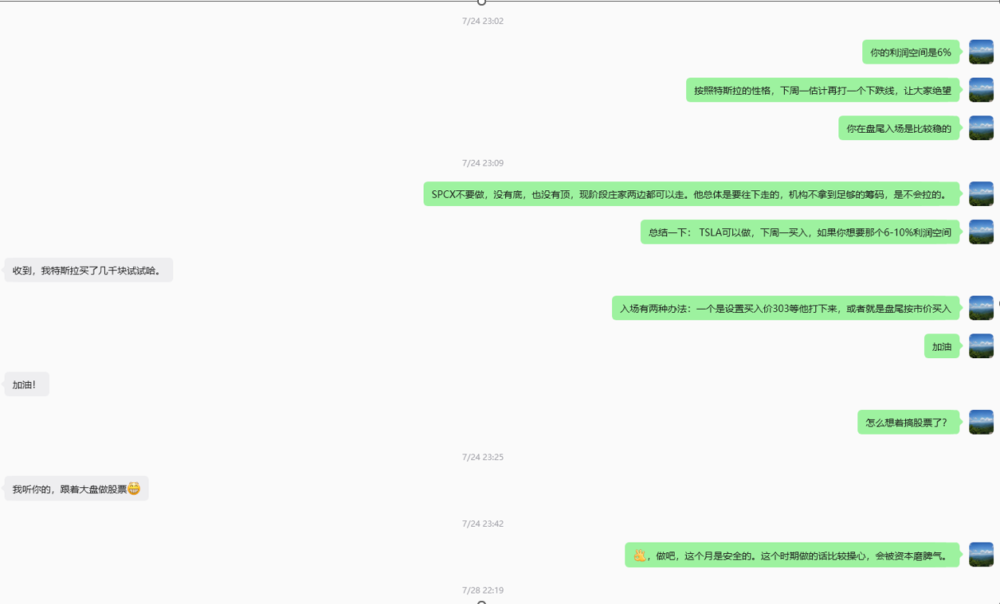 7/24 23:02
你的利润空间是6%
按照特斯拉的性格，下周一估计再打一个下跌线，让大家绝望
你在盘尾入场是比较稳的
7/24 23:09
SPCX不要做，没有底，也没有顶，现阶段庄家两边都可以走。他总体是要往下走的，机构不拿到足够的筹码，是不会拉的。
总结一下： TSLA可以做，下周一买入，如果你想要那个6-10%利润空间
收到，我特斯拉买了几千块试试哈。
入场有两种办法：一个是设置买入价303等他打下来，或者就是盘尾按市价买入
加油
加油！
怎么想着搞股票了？
7/24 23:25
我听你的，跟着大盘做股票😁
7/24 23:42
👌，做吧，这个月是安全的。这个时期做的话比较操心，会被资本磨脾气。
7/28 22:19